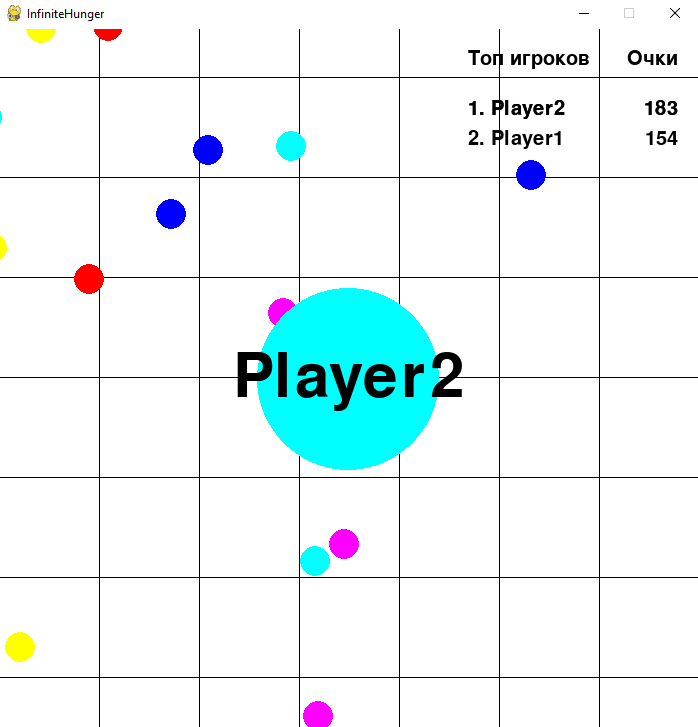 InfiniteHunger
Топ игроков Очки
1. Player2 183
2. Player1 154
Player2